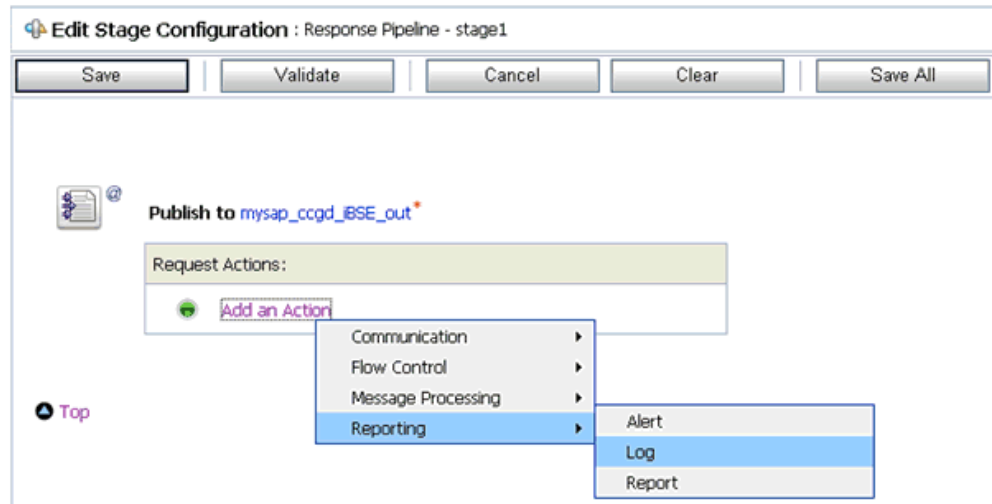 Edit Stage Configuration : Response Pipeline - stage1
Save Validate Cancel Clear Save All
@
Publish to mysap_ccgd_iBSE_out*
Request Actions:
Add an Action
Communication
Flow Control
Message Processing
Reporting
Top
Alert
Log
Report